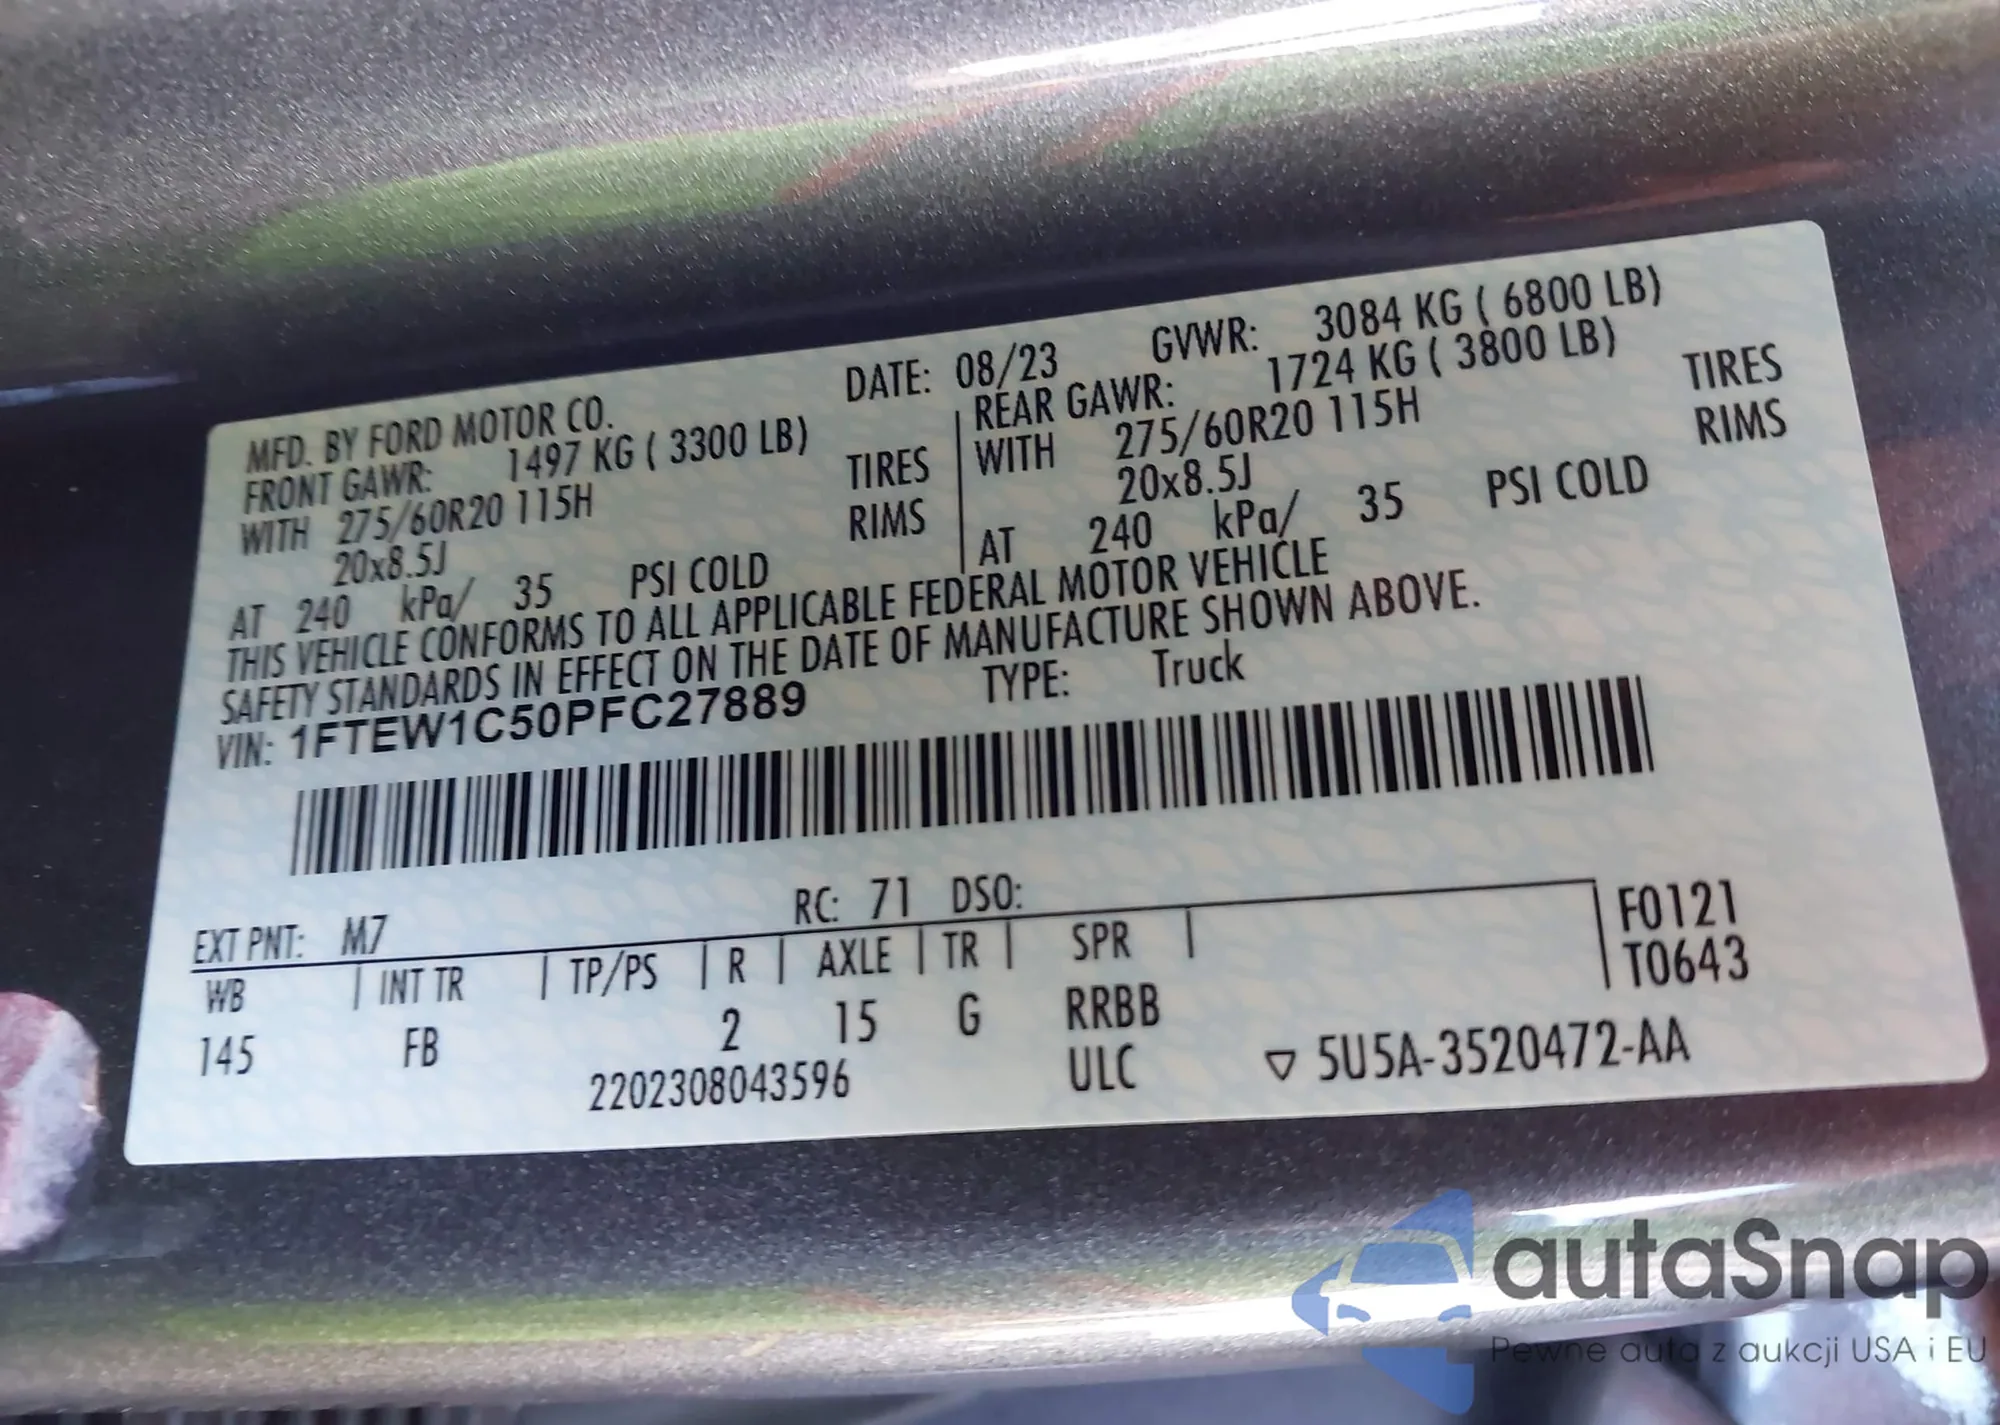 MFD. BY FORD MOTOR CO. DATE: 08/23 GVWR: 3084 KG ( 6800 LB)
FRONT GAWR: 1497 KG ( 3300 LB) REAR GAWR: 1724 KG ( 3800 LB)
WITH 275/60R20 115H TIRES WITH 275/60R20 115H TIRES
20x8.5J RIMS 20x8.5J RIMS
AT 240 kPa/ 35 PSI COLD AT 240 kPa/ 35 PSI COLD
THIS VEHICLE CONFORMS TO ALL APPLICABLE FEDERAL MOTOR VEHICLE
SAFETY STANDARDS IN EFFECT ON THE DATE OF MANUFACTURE SHOWN ABOVE.
VIN: 1FTEW1C50PFC27889 TYPE: Truck
EXT PNT: M7 RC: 71 DSO: F0121
WB INT TR TP/PS R AXLE TR SPR T0643
145 FB 2 15 G RRBB
2202308043596 ULC ▽ 5U5A-3520472-AA
autaSnap
Pewne auta z aukcji USA i EU